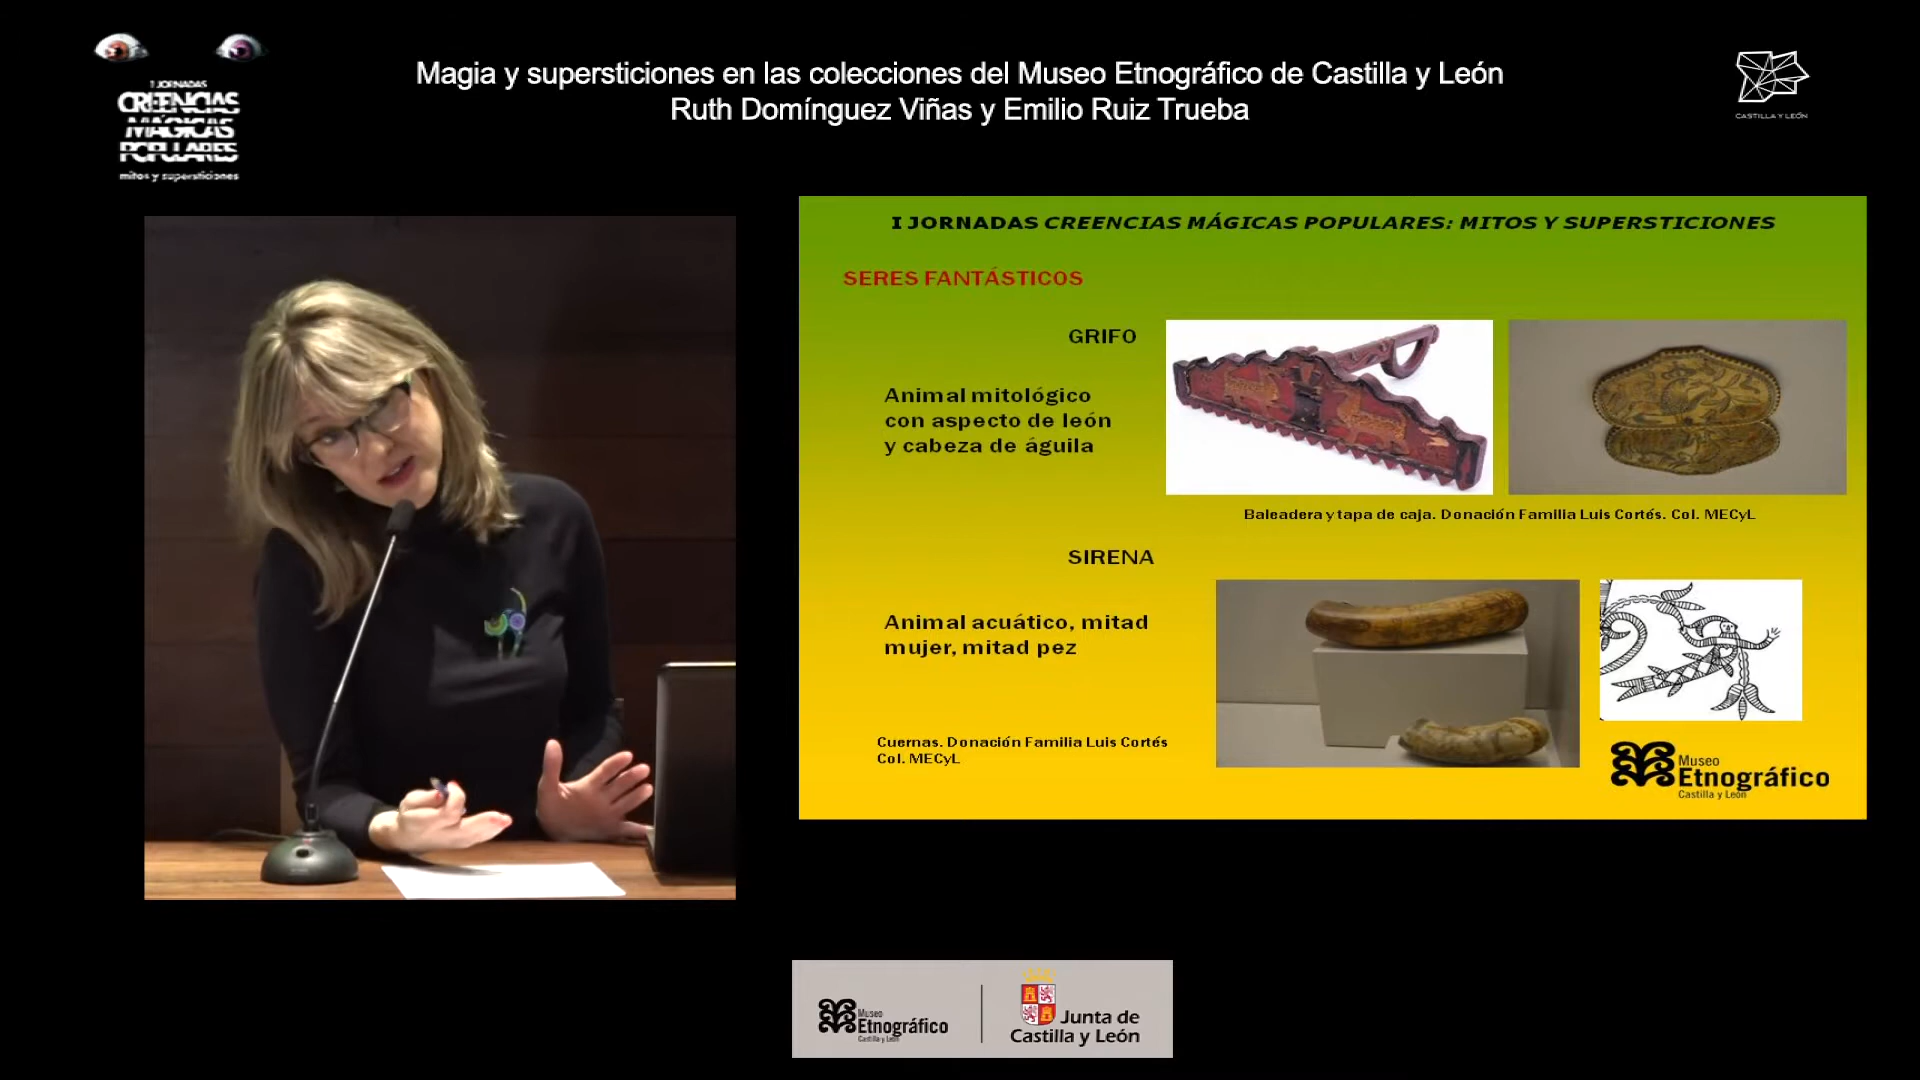 I JORNADAS
CREENCIAS
MÁGICAS
POPULARES
mitos y supersticiones
Magia y supersticiones en las colecciones del Museo Etnográfico de Castilla y León
Ruth Domínguez Viñas y Emilio Ruiz Trueba
CASTILLA Y LEÓN
I JORNADAS CREENCIAS MÁGICAS POPULARES: MITOS Y SUPERSTICIONES
SERES FANTÁSTICOS
GRIFO
Animal mitológico
con aspecto de león
y cabeza de águila
Baleadera y tapa de caja. Donación Familia Luis Cortés. Col. MECyL
SIRENA
Animal acuático, mitad
mujer, mitad pez
Cuernas. Donación Familia Luis Cortés
Col. MECyL
Museo
Etnográfico
Castilla y León
Museo
Etnográfico
Castilla y León
Junta de
Castilla y León